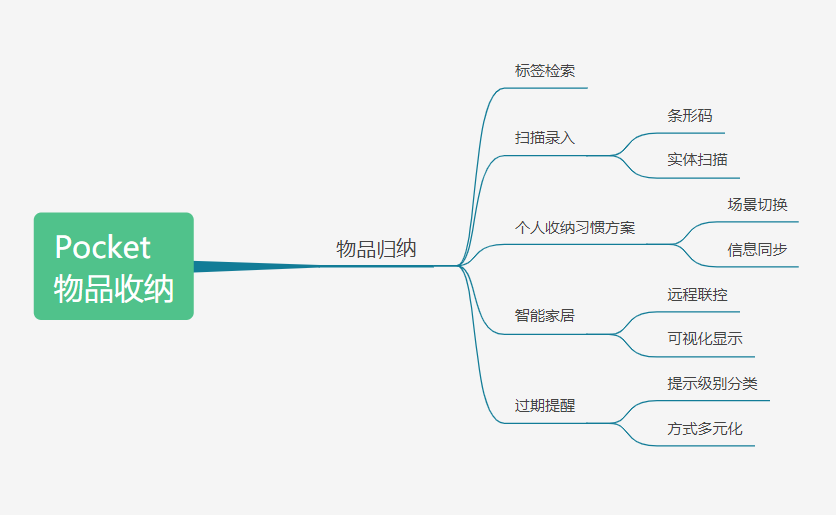 Pocket
物品收纳
物品归纳
标签检索
扫描录入
条形码
实体扫描
个人收纳习惯方案
场景切换
信息同步
智能家居
远程联控
可视化显示
过期提醒
提示级别分类
方式多元化